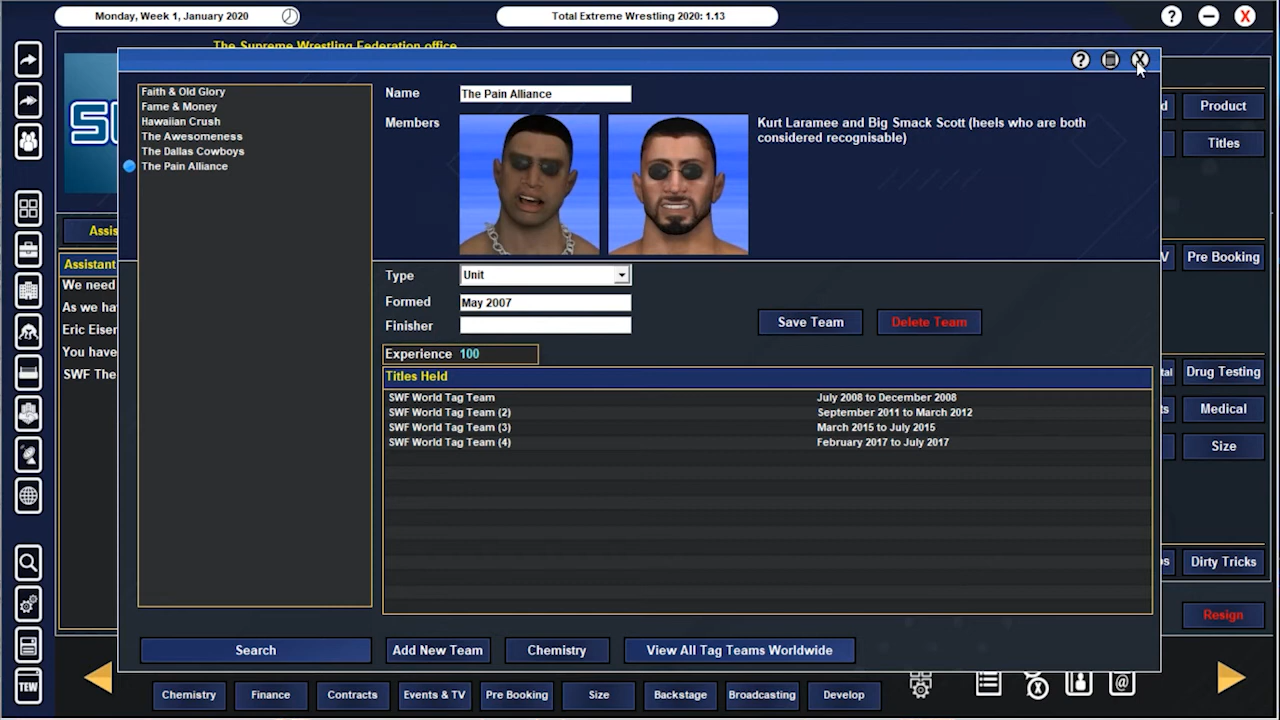 Monday, Week 1, January 2020
Total Extreme Wrestling 2020: 1.13
?
X
The Supreme Wrestling Federation office
?
X
Faith & Old Glory
Fame & Money
Hawaiian Crush
The Awesomeness
The Dallas Cowboys
The Pain Alliance
Name
The Pain Alliance
Members
Kurt Laramee and Big Smack Scott (heels who are both
considered recognisable)
Type
Unit
Formed
May 2007
Finisher
Save Team
Delete Team
Experience 100
Titles Held
SWF World Tag Team July 2008 to December 2008
SWF World Tag Team (2) September 2011 to March 2012
SWF World Tag Team (3) March 2015 to July 2015
SWF World Tag Team (4) February 2017 to July 2017
Search
Add New Team
Chemistry
View All Tag Teams Worldwide
Assis
Assistant
We need
As we ha
Eric Eiser
You have
SWF The
Product
Titles
Pre Booking
Drug Testing
Medical
Size
Dirty Tricks
Resign
TEW
Chemistry
Finance
Contracts
Events & TV
Pre Booking
Size
Backstage
Broadcasting
Develop
@